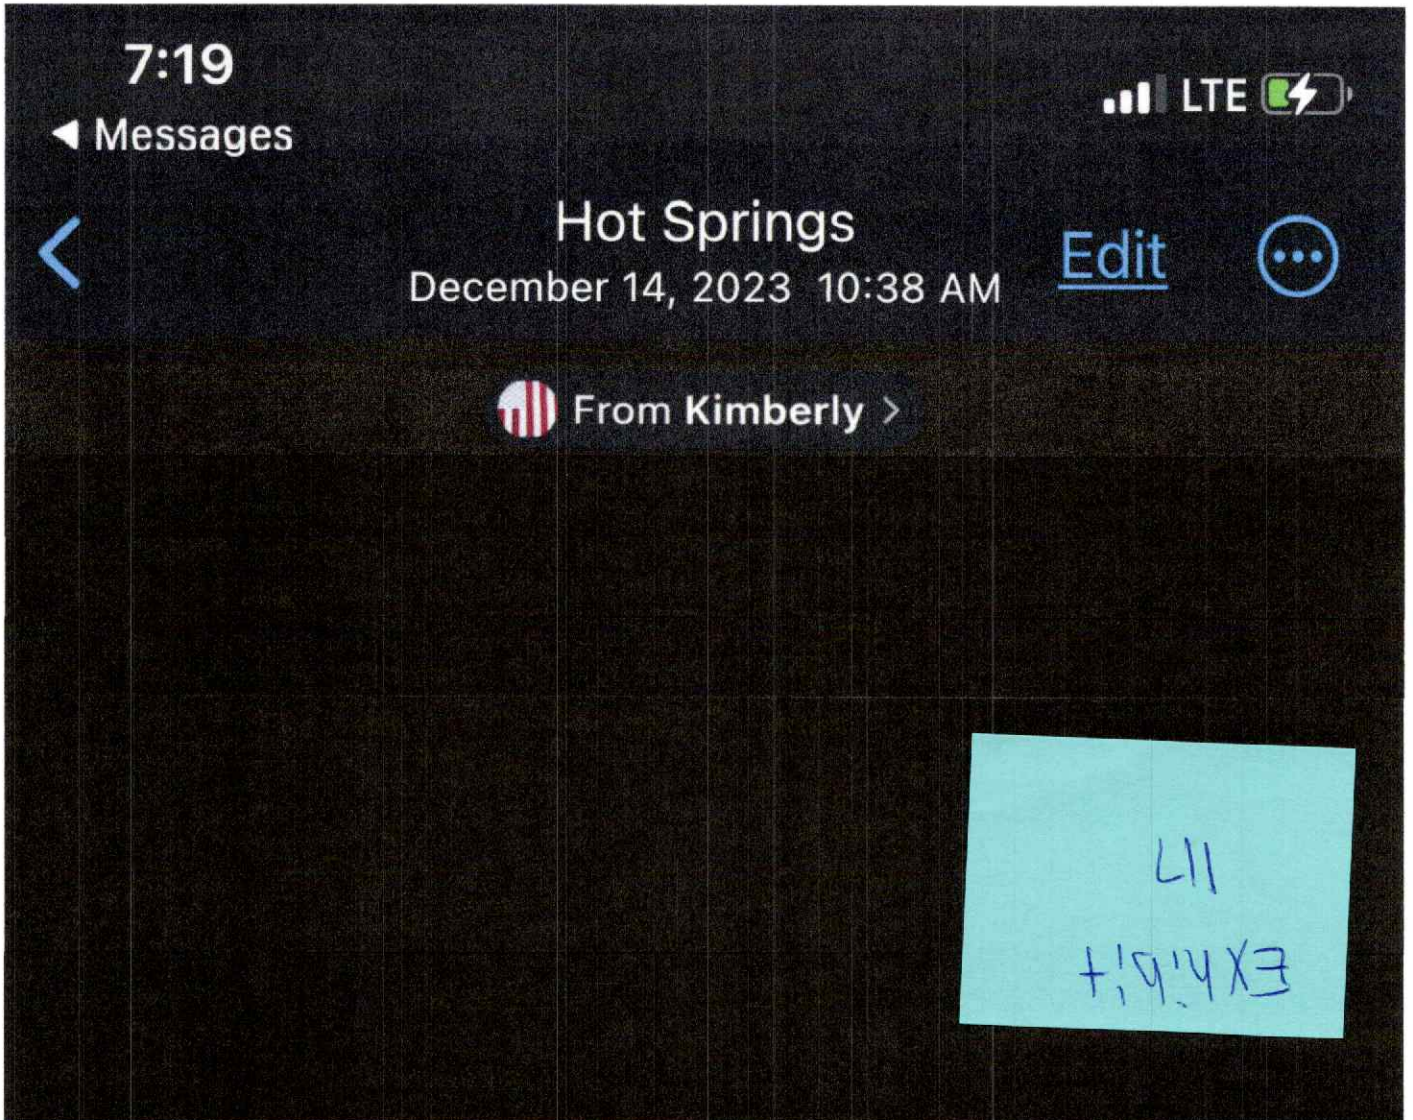 7:19
LTE
◀ Messages
Hot Springs
Edit
December 14, 2023 10:38 AM
From Kimberly >
Exhibit
117